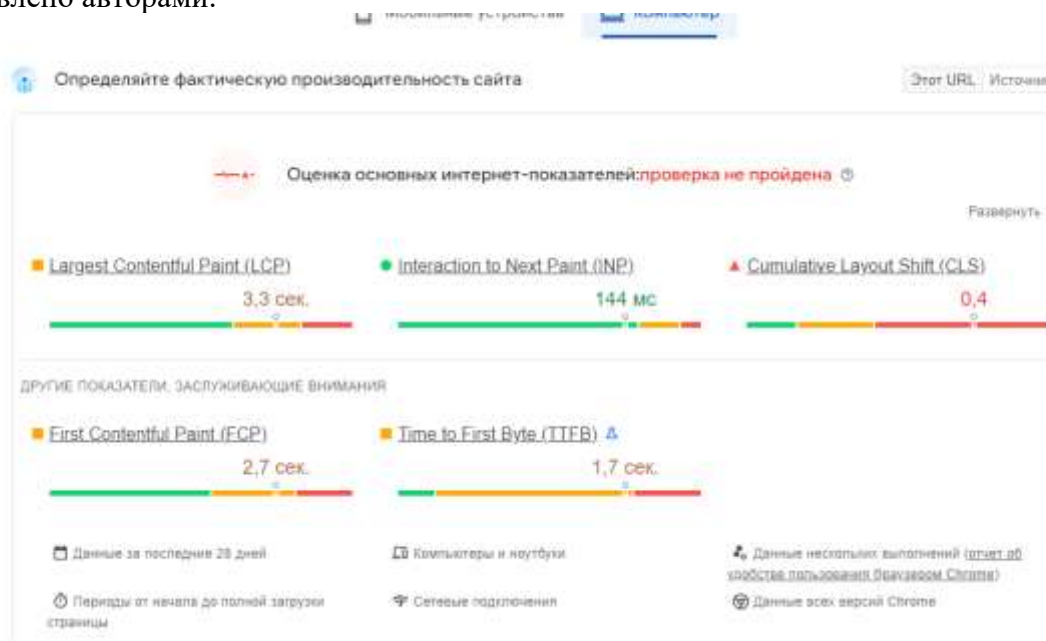 влено авторами.
Мобильные устройства Компьютер
Определяйте фактическую производительность сайта Этот URL Источни
Оценка основных интернет-показателей:проверка не пройдена
Развернуть
Largest Contentful Paint (LCP) Interaction to Next Paint (INP) Cumulative Layout Shift (CLS)
3,3 сек. 144 мс 0,4
ДРУГИЕ ПОКАЗАТЕЛИ, ЗАСЛУЖИВАЮЩИЕ ВНИМАНИЯ
First Contentful Paint (FCP) Time to First Byte (TTFB)
2,7 сек. 1,7 сек.
Данные за последние 28 дней Компьютеры и ноутбуки Данные нескольких выполнений (отчет об
удобстве пользования браузером Chrome)
Периоды от начала до полной загрузки Сетевые подключения Данные всех версий Chrome
страницы